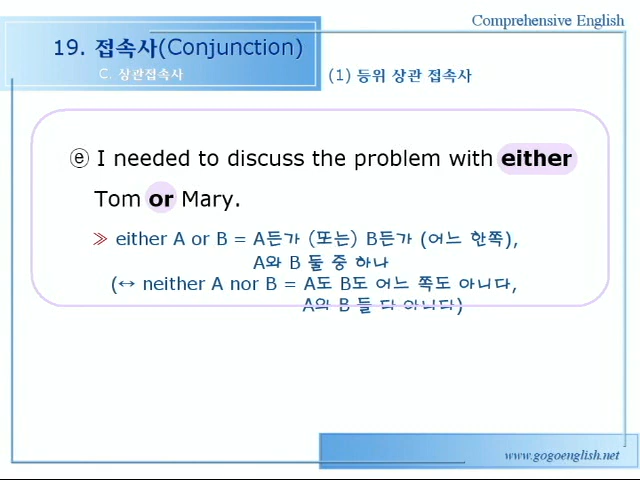 Comprehensive English
19. 접속사(Conjunction)
C. 상관접속사
(1) 등위 상관 접속사
ⓔ I needed to discuss the problem with either
Tom or Mary.
≫ either A or B = A든가 (또는) B든가 (어느 한쪽),
A와 B 둘 중 하나
(↔ neither A nor B = A도 B도 어느 쪽도 아니다,
A와 B 둘 다 아니다)
www.gogoenglish.net